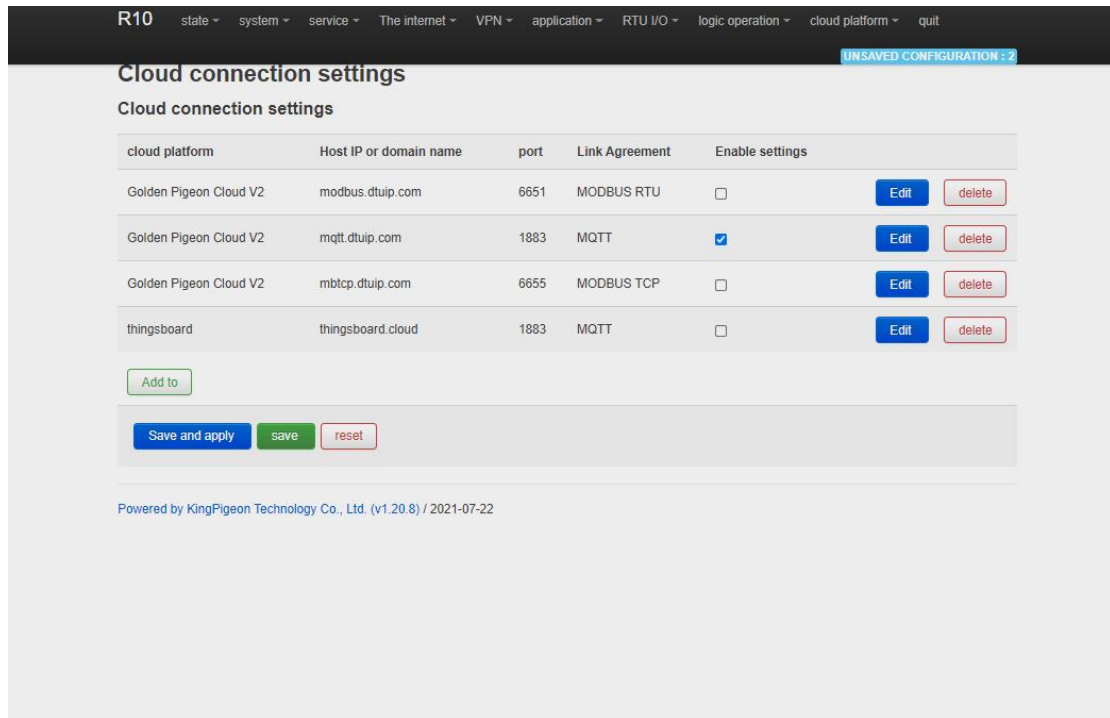 R10 state system service The internet VPN application RTU I/O logic operation cloud platform quit
UNSAVED CONFIGURATION : 2
Cloud connection settings
Cloud connection settings
cloud platform Host IP or domain name port Link Agreement Enable settings
Golden Pigeon Cloud V2 modbus.dtuip.com 6651 MODBUS RTU Edit delete
Golden Pigeon Cloud V2 mqtt.dtuip.com 1883 MQTT Edit delete
Golden Pigeon Cloud V2 mbtcp.dtuip.com 6655 MODBUS TCP Edit delete
thingsboard thingsboard.cloud 1883 MQTT Edit delete
Add to
Save and apply save reset
Powered by KingPigeon Technology Co., Ltd. (v1.20.8) / 2021-07-22